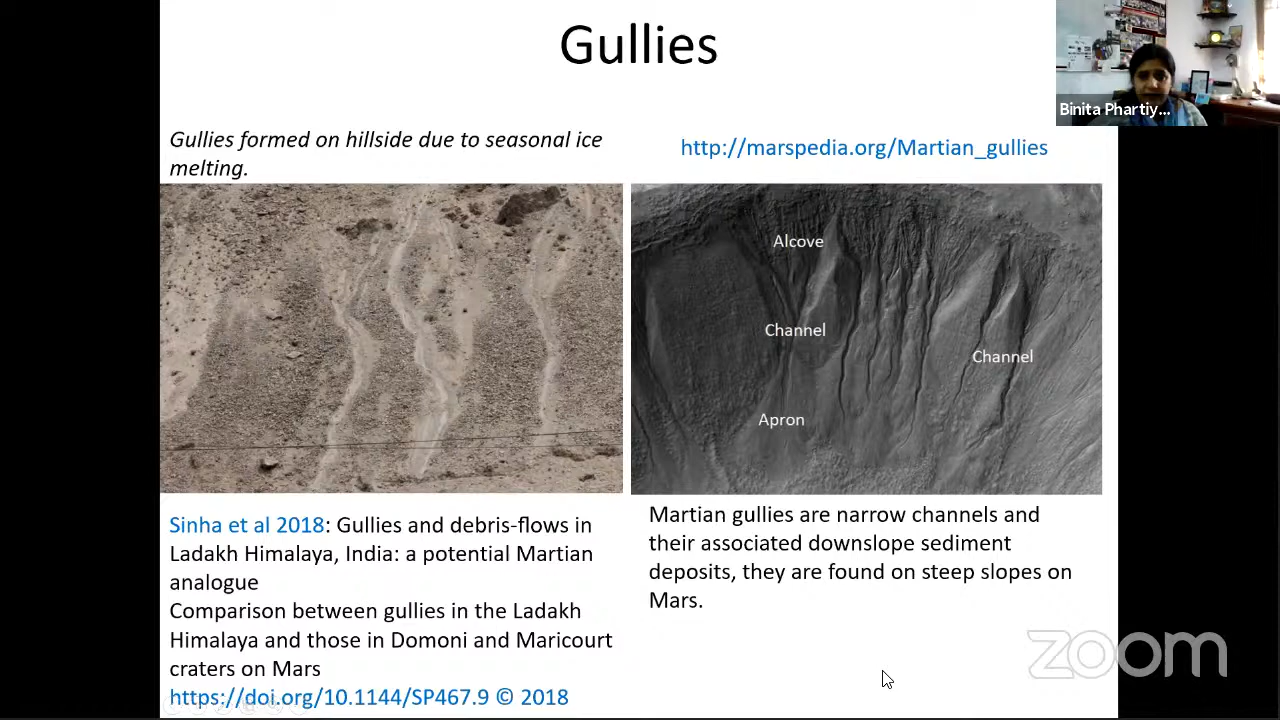 Gullies
Binita Phartiy...
Gullies formed on hillside due to seasonal ice
melting.
http://marspedia.org/Martian_gullies
Alcove
Channel
Channel
Apron
Sinha et al 2018: Gullies and debris-flows in
Ladakh Himalaya, India: a potential Martian
analogue
Comparison between gullies in the Ladakh
Himalaya and those in Domoni and Maricourt
craters on Mars
https://doi.org/10.1144/SP467.9 © 2018
Martian gullies are narrow channels and
their associated downslope sediment
deposits, they are found on steep slopes on
Mars.
zoom